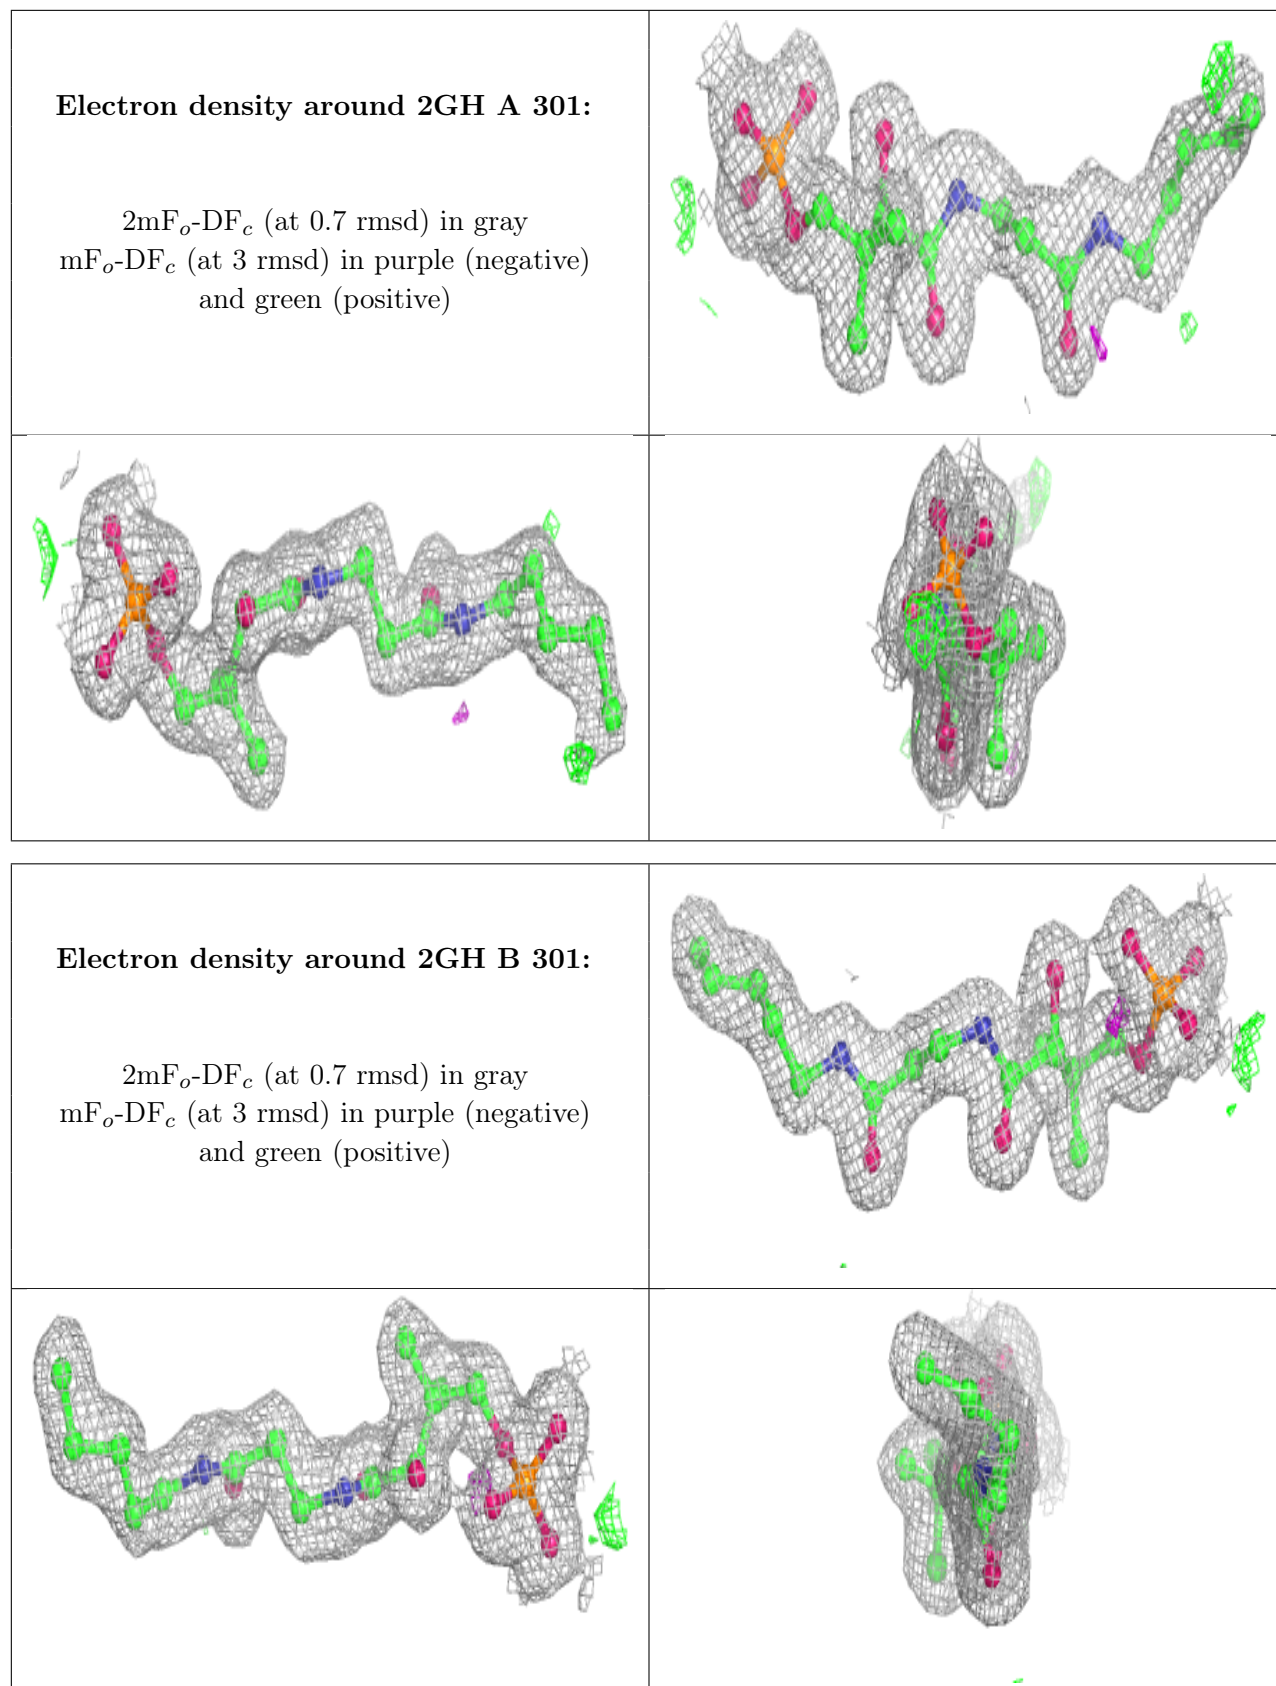 Electron density around 2GH A 301:
2mFo-DFc (at 0.7 rmsd) in gray
mFo-DFc (at 3 rmsd) in purple (negative)
and green (positive)
Electron density around 2GH B 301:
2mFo-DFc (at 0.7 rmsd) in gray
mFo-DFc (at 3 rmsd) in purple (negative)
and green (positive)